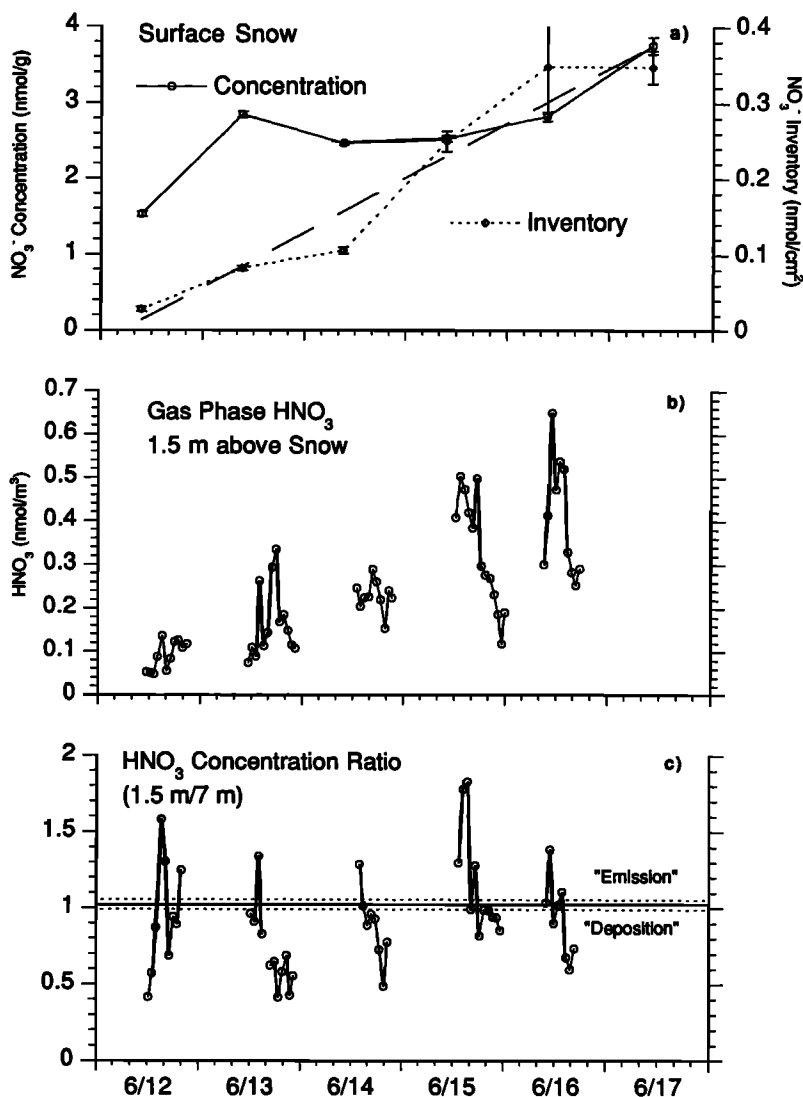 Surface Snow
a)
Concentration
Inventory
NO₃⁻ Concentration (nmol/g)
4
3
2
1
0
NO₃⁻ Inventory (nmol/cm²)
0.4
0.3
0.2
0.1
0
Gas Phase HNO₃
1.5 m above Snow
b)
HNO₃ (nmol/m³)
0.7
0.6
0.5
0.4
0.3
0.2
0.1
0
HNO₃ Concentration Ratio
(1.5 m/7 m)
c)
2
1.5
1
0.5
0
"Emission"
"Deposition"
6/12 6/13 6/14 6/15 6/16 6/17